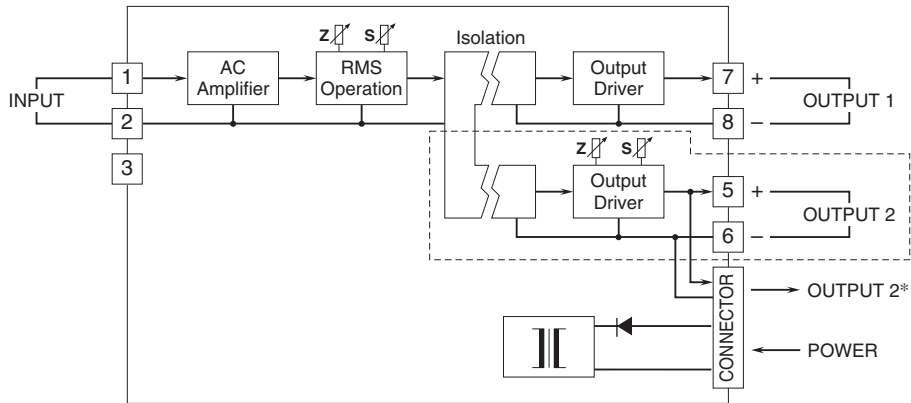 Isolation
Z
S
1
AC
Amplifier
RMS
Operation
Output
Driver
7
+
INPUT
OUTPUT 1
2
8
–
3
Z
S
Output
Driver
5
+
OUTPUT 2
6
–
CONNECTOR
OUTPUT 2*
POWER